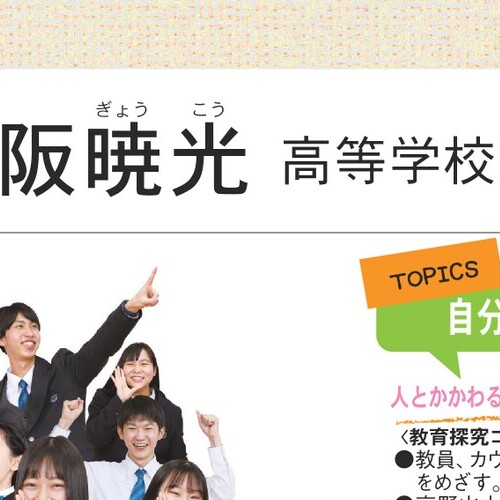 ぎょう こう
阪暁光 高等学校
TOPICS
自分
人とかかわる
〈教育探究コ
●教員、カウ
をめざす。